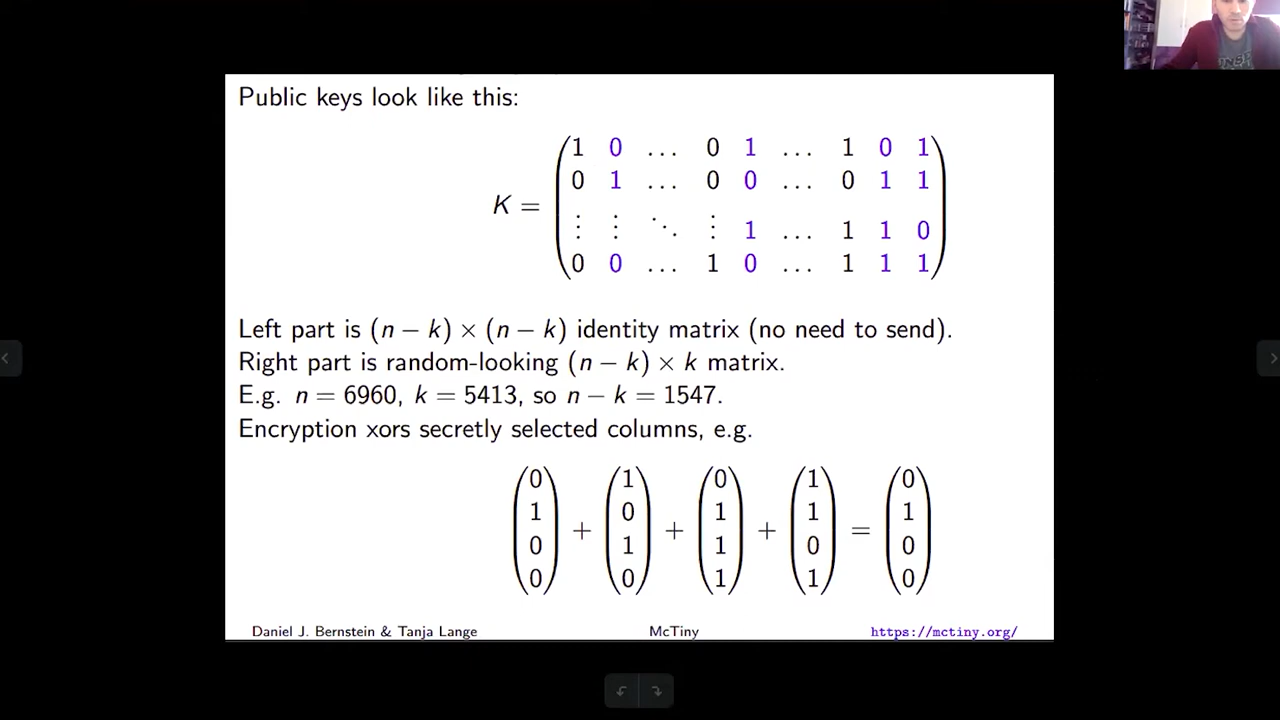 Public keys look like this:
1 0 … 0 1 … 1 0 1
0 1 … 0 0 … 0 1 1
K =
⋮ ⋮ ⋱ ⋮ 1 … 1 1 0
0 0 … 1 0 … 1 1 1
Left part is (n − k) × (n − k) identity matrix (no need to send).
Right part is random-looking (n − k) × k matrix.
E.g. n = 6960, k = 5413, so n − k = 1547.
Encryption xors secretly selected columns, e.g.
0 1 0 1 0
1 0 1 1 1
+ + + =
0 1 1 0 0
0 0 1 1 0
Daniel J. Bernstein & Tanja Lange McTiny https://mctiny.org/